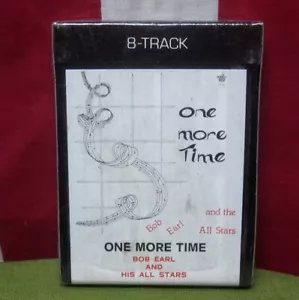 8-TRACK
One
more
Time
Bob Earl
and the
All Stars
ONE MORE TIME
BOB EARL
AND
HIS ALL STARS